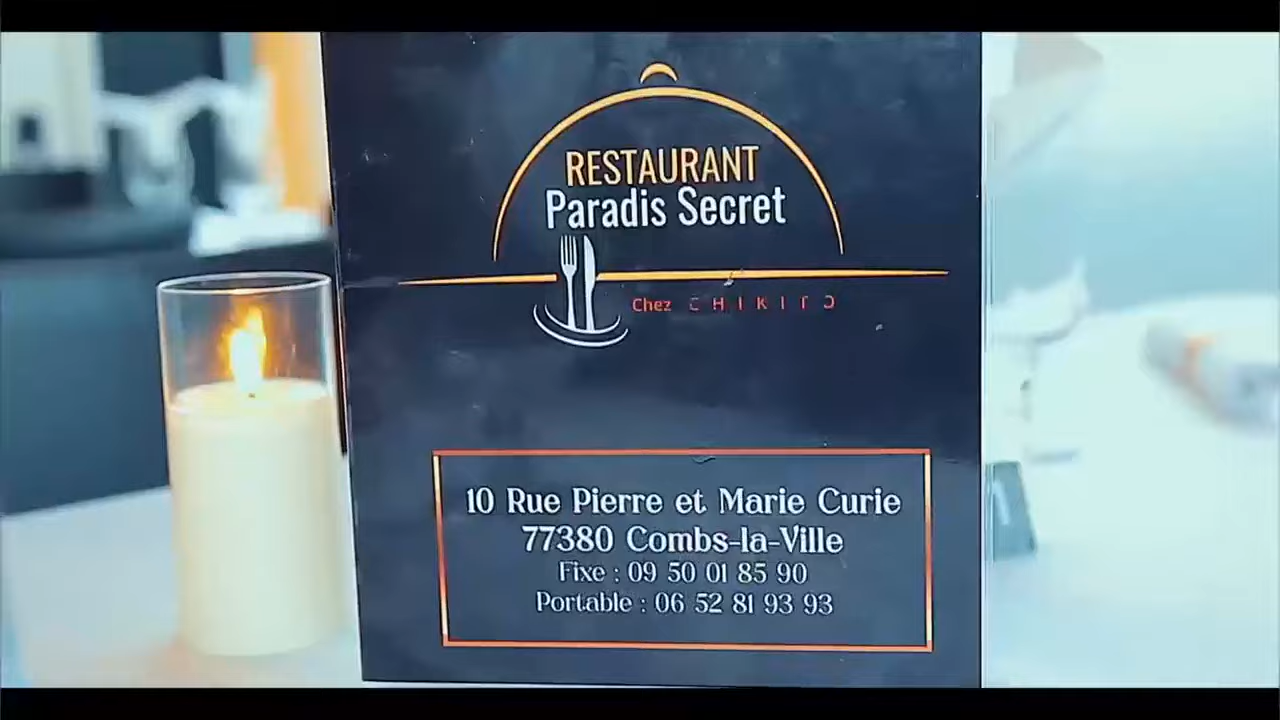 RESTAURANT
Paradis Secret
Chez CHIKITO
10 Rue Pierre et Marie Curie
77380 Combs-la-Ville
Fixe : 09 50 01 85 90
Portable : 06 52 81 93 93